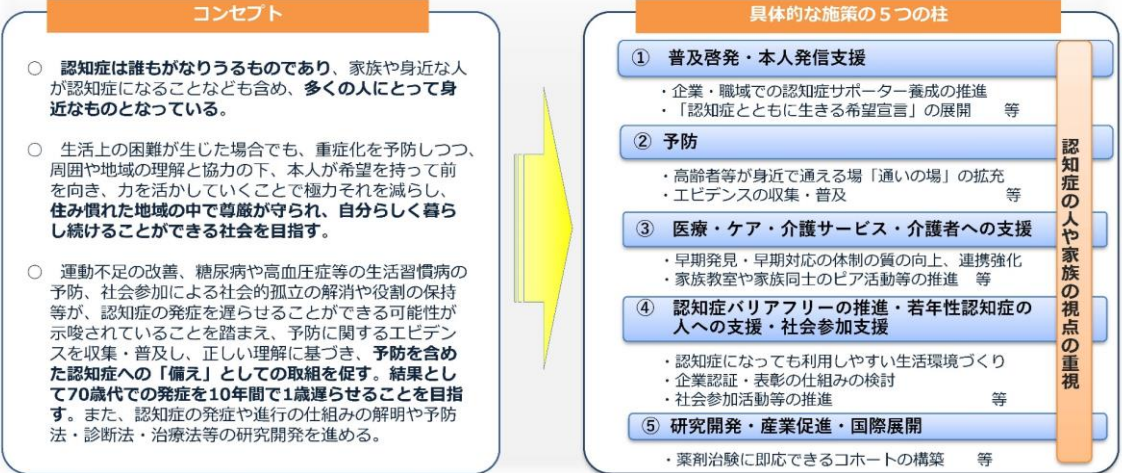 コンセプト
○　認知症は誰もがなりうるものであり、家族や身近な人
が認知症になることなども含め、多くの人にとって身
近なものとなっている。
○　生活上の困難が生じた場合でも、重症化を予防しつつ、
周囲や地域の理解と協力の下、本人が希望を持って前
を向き、力を活かしていくことで極力それを減らし、
住み慣れた地域の中で尊厳が守られ、自分らしく暮ら
し続けることができる社会を目指す。
○　運動不足の改善、糖尿病や高血圧症等の生活習慣病の
予防、社会参加による社会的孤立の解消や役割の保持
等が、認知症の発症を遅らせることができる可能性が
示唆されていることを踏まえ、予防に関するエビデン
スを収集・普及し、正しい理解に基づき、予防を含め
た認知症への「備え」としての取組を促す。結果とし
て70歳代での発症を10年間で1歳遅らせることを目指
す。また、認知症の発症や進行の仕組みの解明や予防
法・診断法・治療法等の研究開発を進める。
具体的な施策の５つの柱
①　普及啓発・本人発信支援
・企業・職域での認知症サポーター養成の推進
・「認知症とともに生きる希望宣言」の展開　等
② 予防
・高齢者等が身近で通える場「通いの場」の拡充
・エビデンスの収集・普及　等
③　医療・ケア・介護サービス・介護者への支援
・早期発見・早期対応の体制の質の向上、連携強化
・家族教室や家族同士のピア活動等の推進　等
④　認知症バリアフリーの推進・若年性認知症の
人への支援・社会参加支援
・認知症になっても利用しやすい生活環境づくり
・企業認証・表彰の仕組みの検討
・社会参加活動等の推進　等
⑤ 研究開発・産業促進・国際展開
・薬剤治験に即応できるコホートの構築　等
認知症の人や家族の視点の重視